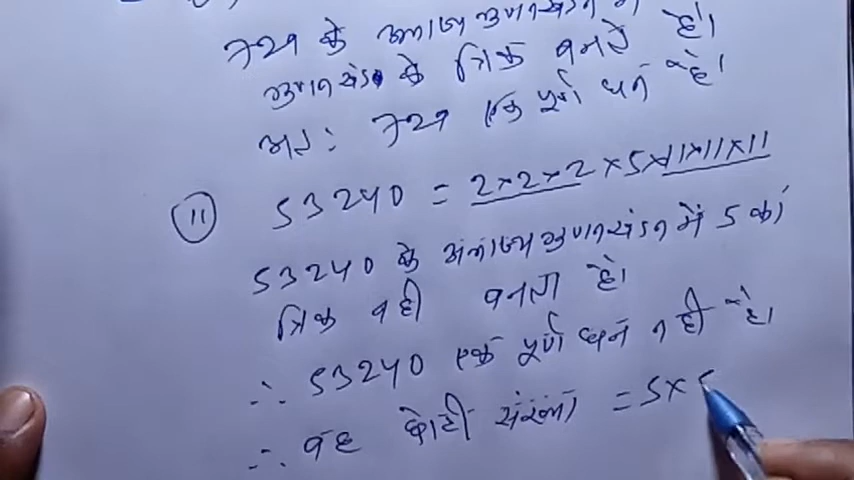 729 के अभाज्य गुणनखंडन में
गुणनखंड के त्रिक बनते है।
अतः 729 एक पूर्ण घन है।
(11) 53240 = 2×2×2×5×11×11×11
53240 के अभाज्य गुणनखंडन में 5 का
त्रिक नही बनता है।
∴ 53240 एक पूर्ण घन नही है।
∴ वह छोटी संख्या = 5×5